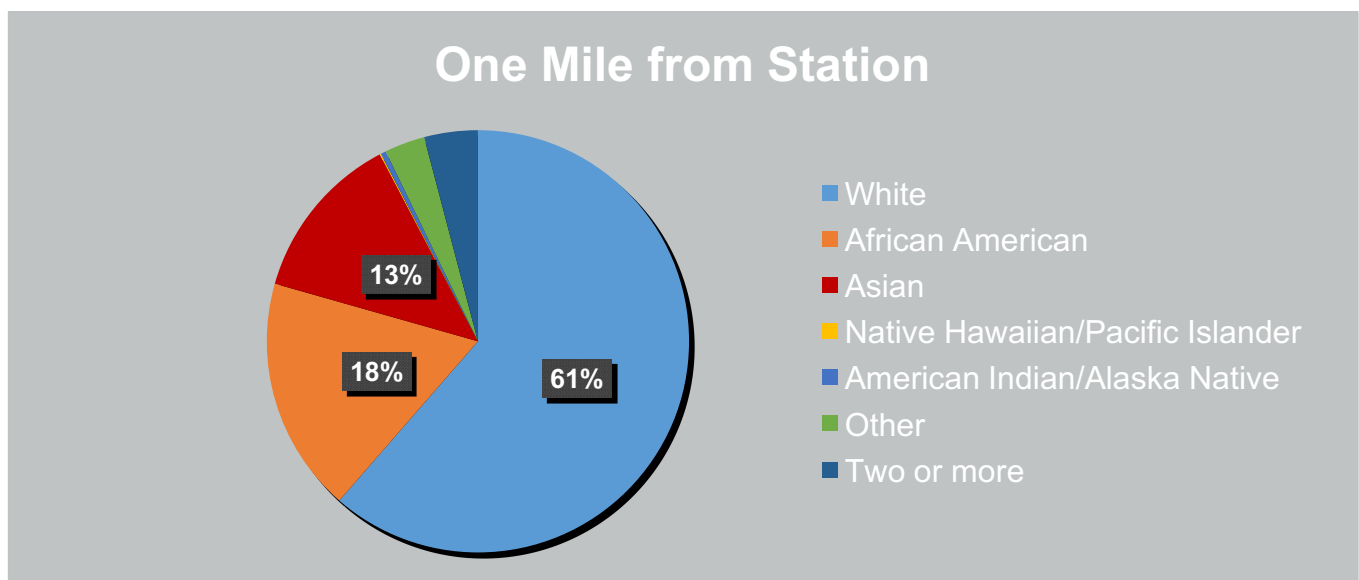 One Mile from Station
White
African American
13%
Asian
Native Hawaiian/Pacific Islander
18%
61%
American Indian/Alaska Native
Other
Two or more